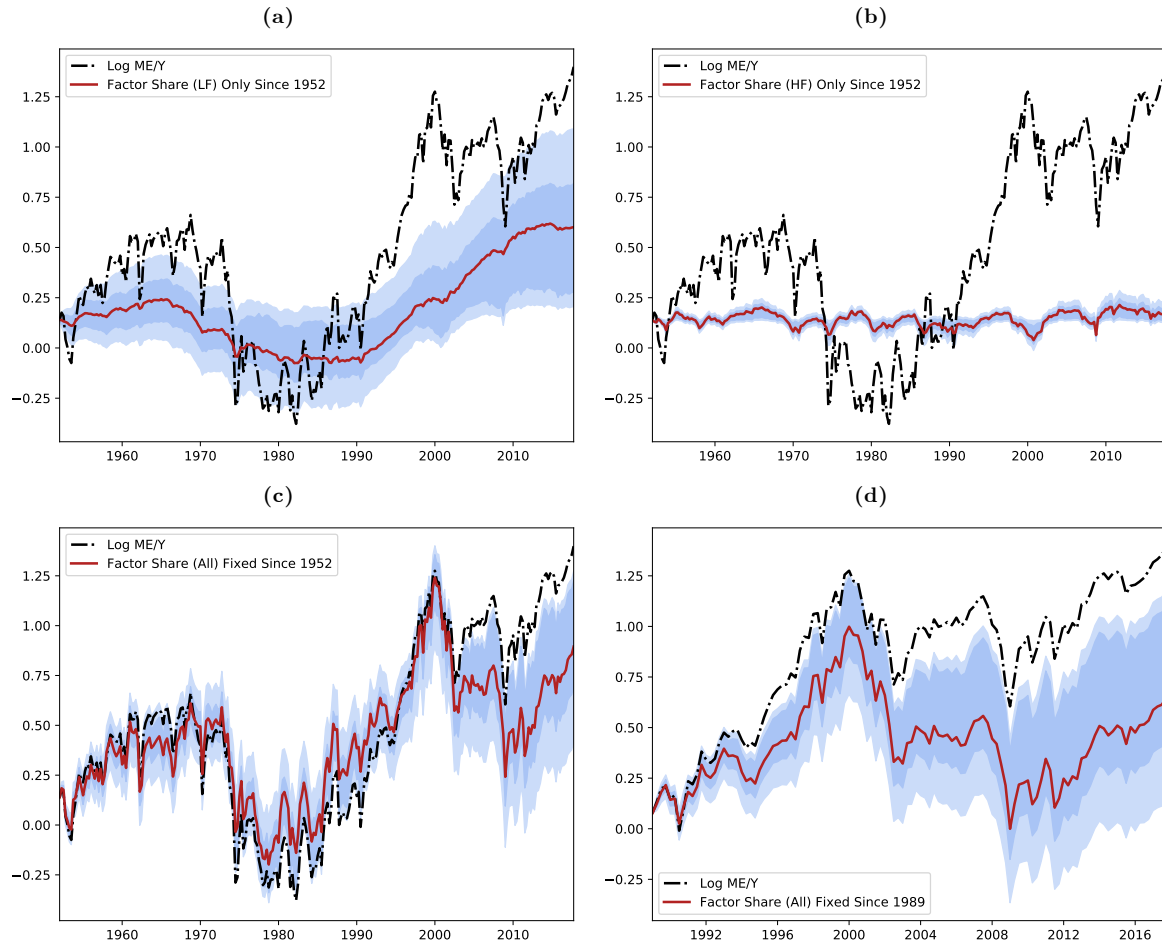 (a)
Log ME/Y
Factor Share (LF) Only Since 1952
1.25
1.00
0.75
0.50
0.25
0.00
−0.25
1960 1970 1980 1990 2000 2010
(b)
Log ME/Y
Factor Share (HF) Only Since 1952
1.25
1.00
0.75
0.50
0.25
0.00
−0.25
1960 1970 1980 1990 2000 2010
(c)
Log ME/Y
Factor Share (All) Fixed Since 1952
1.25
1.00
0.75
0.50
0.25
0.00
−0.25
1960 1970 1980 1990 2000 2010
(d)
1.25
1.00
0.75
0.50
0.25
0.00
−0.25
Log ME/Y
Factor Share (All) Fixed Since 1989
1992 1996 2000 2004 2008 2012 2016